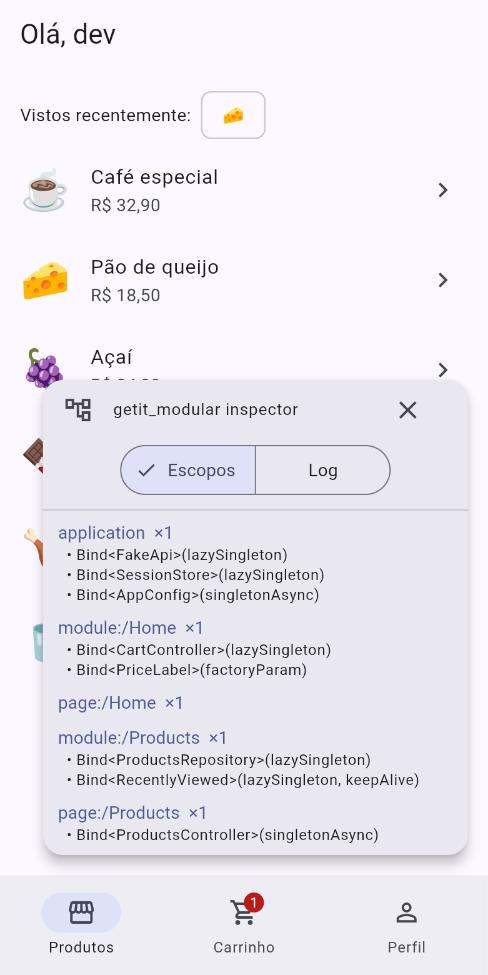 Olá, dev
Vistos recentemente:
Café especial
R$ 32,90
Pão de queijo
R$ 18,50
Açaí
getit_modular inspector
Escopos
Log
application ×1
• Bind<FakeApi>(lazySingleton)
• Bind<SessionStore>(lazySingleton)
• Bind<AppConfig>(singletonAsync)
module:/Home ×1
• Bind<CartController>(lazySingleton)
• Bind<PriceLabel>(factoryParam)
page:/Home ×1
module:/Products ×1
• Bind<ProductsRepository>(lazySingleton)
• Bind<RecentlyViewed>(lazySingleton, keepAlive)
page:/Products ×1
• Bind<ProductsController>(singletonAsync)
1
Produtos
Carrinho
Perfil